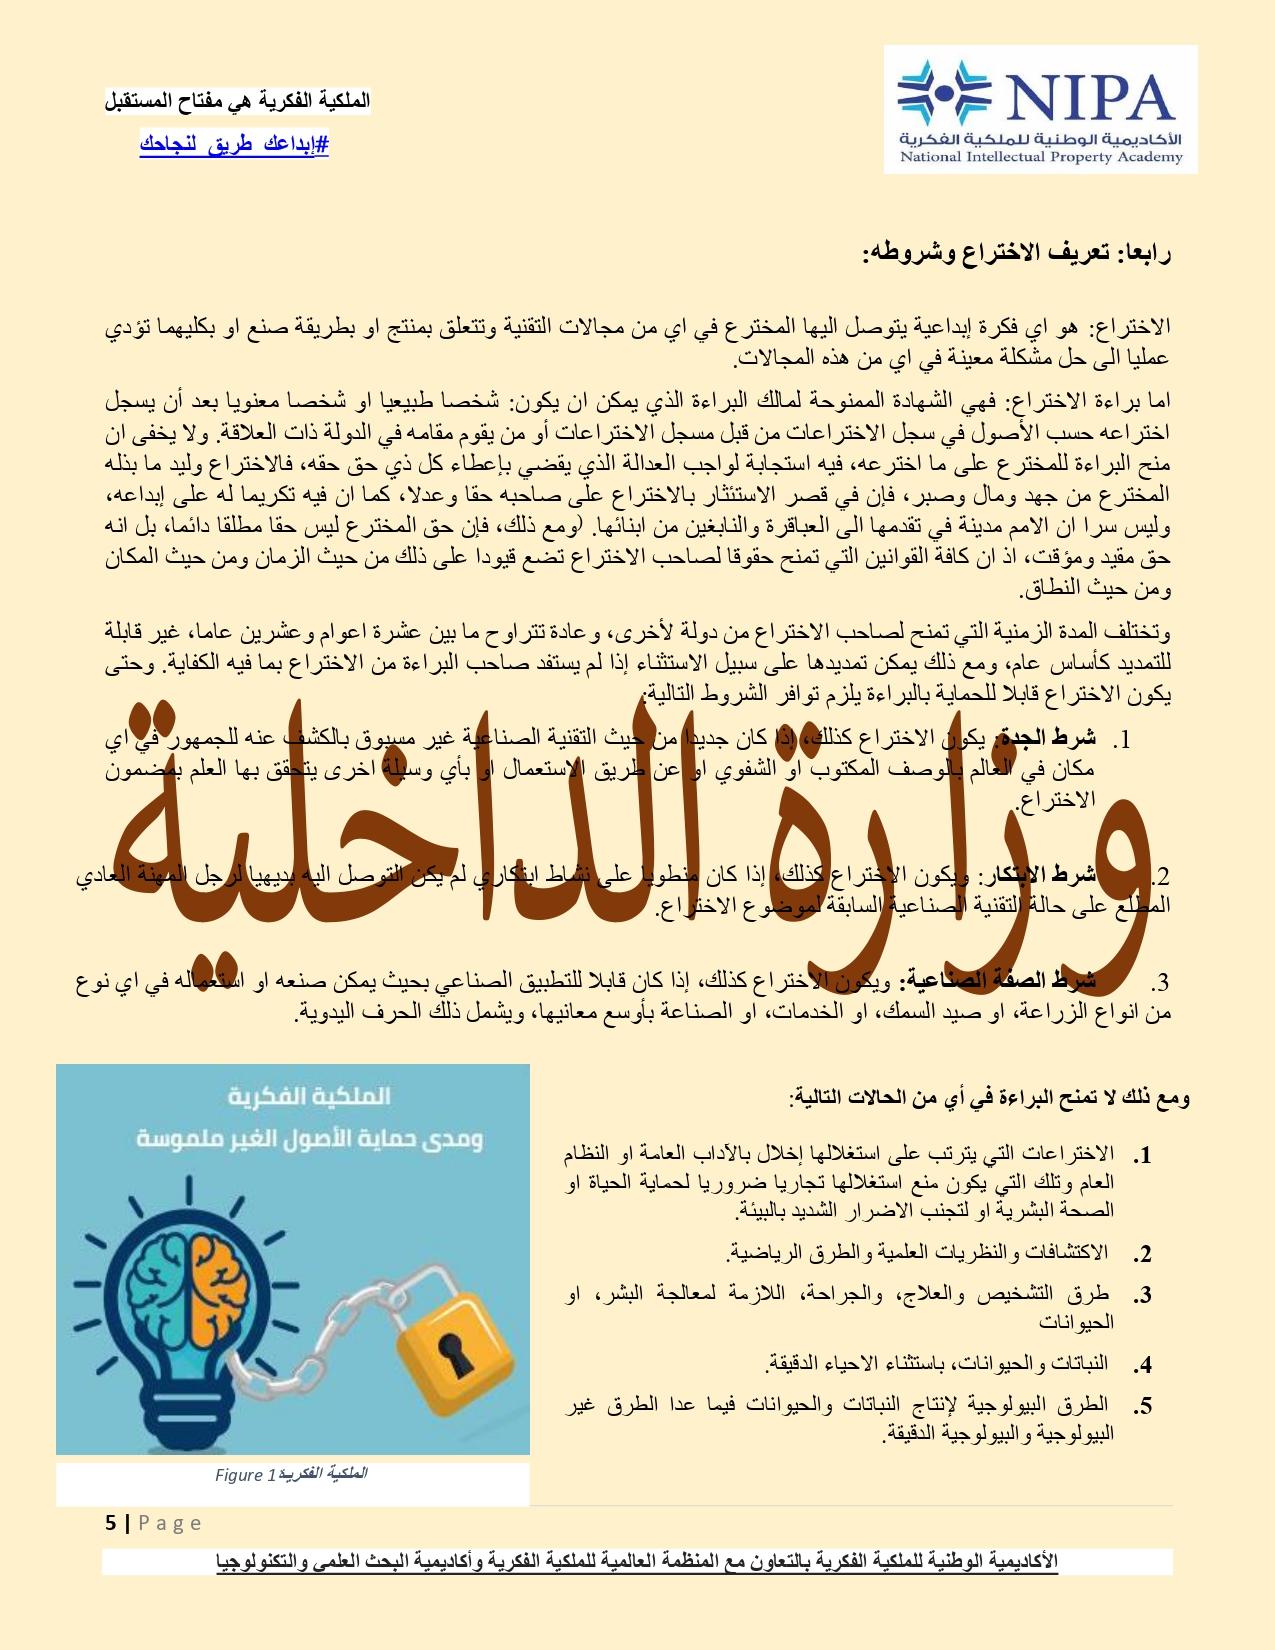 الملكية الفكرية هي مفتاح المستقبل
#إبداعك طريق لنجاحك
NIPA
الأكاديمية الوطنية للملكية الفكرية
National Intellectual Property Academy
رابعا: تعريف الاختراع وشروطه:
الاختراع: هو اي فكرة إبداعية يتوصل اليها المخترع في اي من مجالات التقنية وتتعلق بمنتج او بطريقة صنع او بكليهما تؤدي
عمليا الى حل مشكلة معينة في اي من هذه المجالات.
اما براءة الاختراع: فهي الشهادة الممنوحة لمالك البراءة الذي يمكن ان يكون: شخصا طبيعيا او شخصا معنويا بعد أن يسجل
اختراعه حسب الأصول في سجل الاختراعات من قبل مسجل الاختراعات أو من يقوم مقامه في الدولة ذات العلاقة. ولا يخفى ان
منح البراءة للمخترع على ما اخترعه، فيه استجابة لواجب العدالة الذي يقضي بإعطاء كل ذي حق حقه، فالاختراع وليد ما بذله
المخترع من جهد ومال وصبر، فإن في قصر الاستئثار بالاختراع على صاحبه حقا وعدلا، كما ان فيه تكريما له على إبداعه،
وليس سرا ان الامم مدينة في تقدمها الى العباقرة والنابغين من ابنائها. (ومع ذلك، فإن حق المخترع ليس حقا مطلقا دائما، بل انه
حق مقيد ومؤقت، اذ ان كافة القوانين التي تمنح حقوقا لصاحب الاختراع تضع قيودا على ذلك من حيث الزمان ومن حيث المكان
ومن حيث النطاق.
وتختلف المدة الزمنية التي تمنح لصاحب الاختراع من دولة لأخرى، وعادة تتراوح ما بين عشرة اعوام وعشرين عاما، غير قابلة
للتمديد كأساس عام، ومع ذلك يمكن تمديدها على سبيل الاستثناء إذا لم يستفد صاحب البراءة من الاختراع بما فيه الكفاية. وحتى
يكون الاختراع قابلا للحماية بالبراءة يلزم توافر الشروط التالية:
1. شرط الجدة: يكون الاختراع كذلك، إذا كان جديدا من حيث التقنية الصناعية غير مسبوق بالكشف عنه للجمهور في اي
مكان في العالم بالوصف المكتوب او الشفوي او عن طريق الاستعمال او بأي وسيلة اخرى يتحقق بها العلم بمضمون
الاختراع.
وزارة الداخلية
2. شرط الابتكار: ويكون الاختراع كذلك، إذا كان منطويا على نشاط ابتكاري لم يكن التوصل اليه بديهيا لرجل المهنة العادي
المطلع على حالة التقنية الصناعية السابقة لموضوع الاختراع.
3. شرط الصفة الصناعية: ويكون الاختراع كذلك، إذا كان قابلا للتطبيق الصناعي بحيث يمكن صنعه او استعماله في اي نوع
من انواع الزراعة، او صيد السمك، او الخدمات، او الصناعة بأوسع معانيها، ويشمل ذلك الحرف اليدوية.
ومع ذلك لا تمنح البراءة في أي من الحالات التالية:
1. الاختراعات التي يترتب على استغلالها إخلال بالآداب العامة او النظام
العام وتلك التي يكون منع استغلالها تجاريا ضروريا لحماية الحياة او
الصحة البشرية او لتجنب الاضرار الشديد بالبيئة.
2. الاكتشافات والنظريات العلمية والطرق الرياضية.
3. طرق التشخيص والعلاج، والجراحة، اللازمة لمعالجة البشر، او
الحيوانات
4. النباتات والحيوانات، باستثناء الاحياء الدقيقة.
5. الطرق البيولوجية لإنتاج النباتات والحيوانات فيما عدا الطرق غير
البيولوجية والبيولوجية الدقيقة.
الملكية الفكرية
ومدى حماية الأصول الغير ملموسة
Figure 1 الملكية الفكرية
5 | Page
الأكاديمية الوطنية للملكية الفكرية بالتعاون مع المنظمة العالمية للملكية الفكرية وأكاديمية البحث العلمي والتكنولوجيا